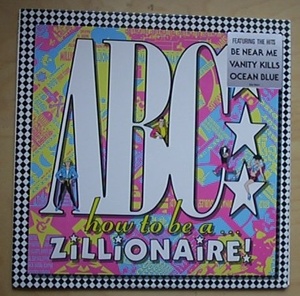 FEATURING THE HITS
BE NEAR ME
VANITY KILLS
OCEAN BLUE
ABC
how to be a...
ZILLIONAIRE!